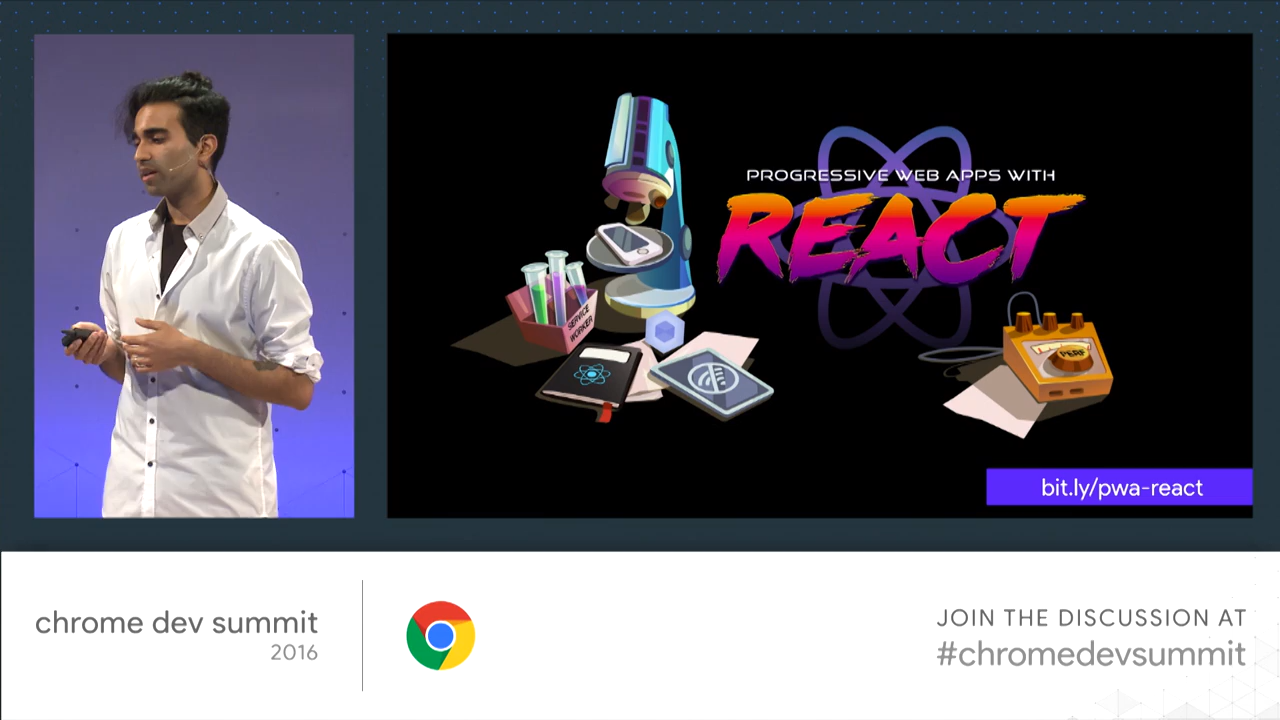 PROGRESSIVE WEB APPS WITH
REACT
SERVICE
WORKER
PERF
bit.ly/pwa-react
chrome dev summit
2016
JOIN THE DISCUSSION AT
#chromedevsummit